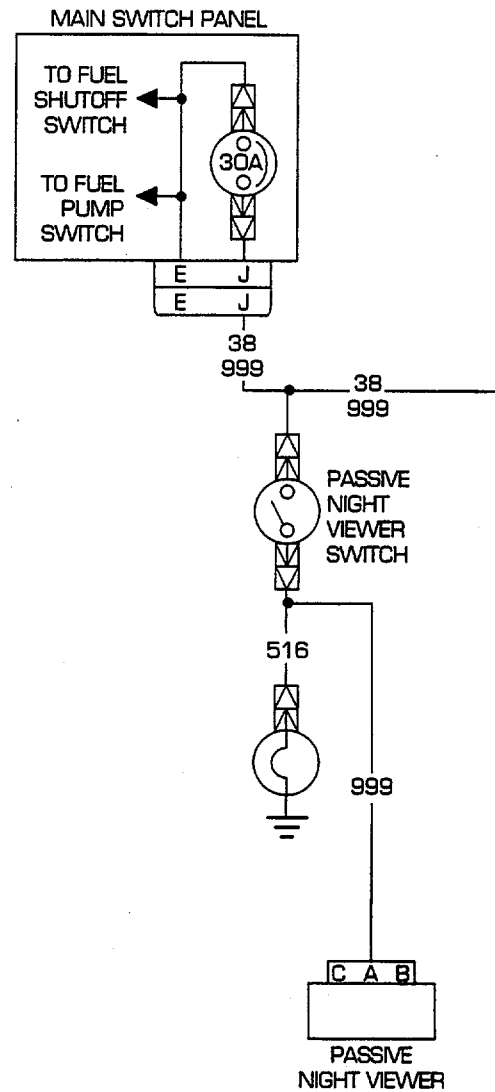 MAIN SWITCH PANEL
TO FUEL
SHUTOFF
SWITCH
30A
TO FUEL
PUMP
SWITCH
E J
E J
38
999
38
999
PASSIVE
NIGHT
VIEWER
SWITCH
516
999
C A B
PASSIVE
NIGHT VIEWER